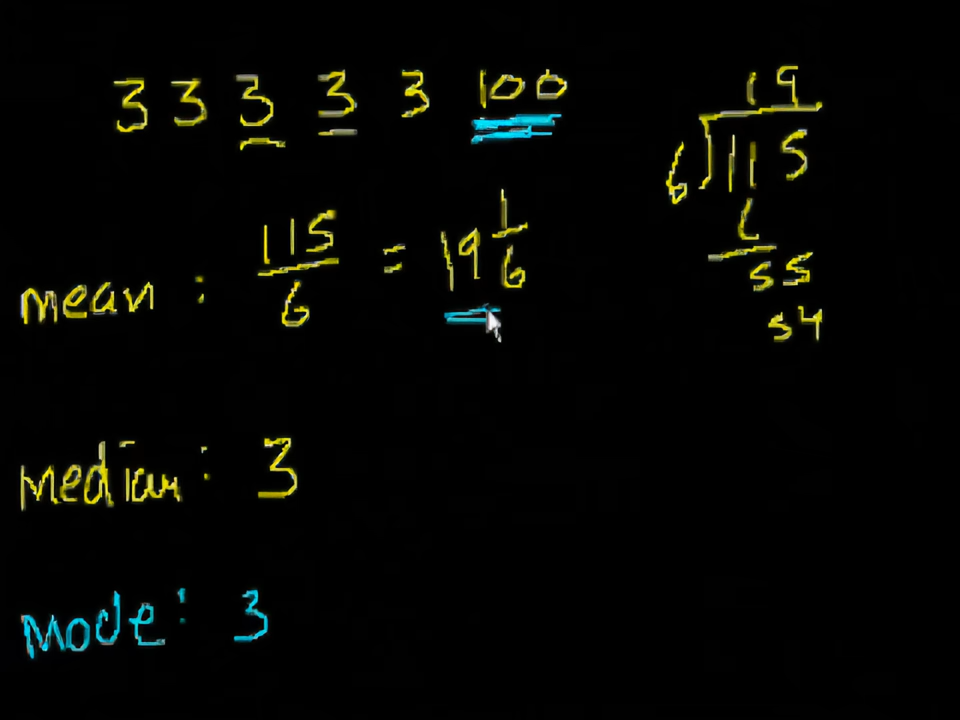 3 3 3 3 3 100
mean : 115/6 = 19 1/6
median : 3
mode : 3
19
6)115
6
55
54